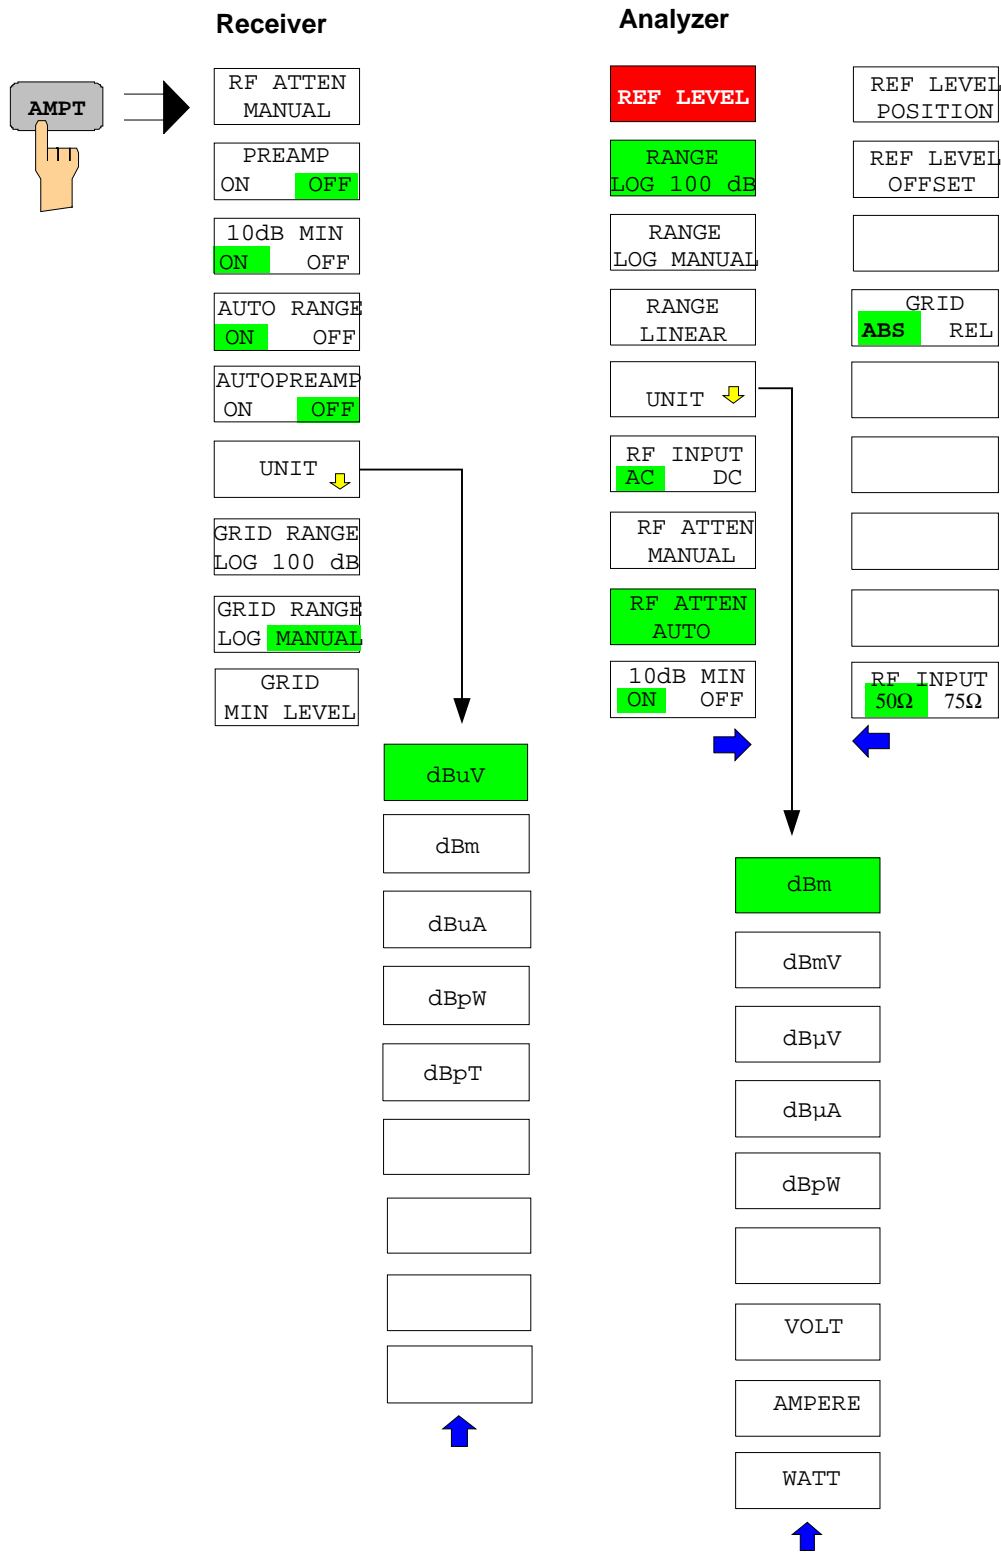 Receiver
Analyzer
AMPT
RF ATTEN
MANUAL
PREAMP
ON OFF
10dB MIN
ON OFF
AUTO RANGE
ON OFF
AUTOPREAMP
ON OFF
UNIT
GRID RANGE
LOG 100 dB
GRID RANGE
LOG MANUAL
GRID
MIN LEVEL
dBuV
dBm
dBuA
dBpW
dBpT
REF LEVEL
RANGE
LOG 100 dB
RANGE
LOG MANUAL
RANGE
LINEAR
UNIT
RF INPUT
AC DC
RF ATTEN
MANUAL
RF ATTEN
AUTO
10dB MIN
ON OFF
REF LEVEL
POSITION
REF LEVEL
OFFSET
GRID
ABS REL
RF INPUT
50Ω 75Ω
dBm
dBmV
dBµV
dBµA
dBpW
VOLT
AMPERE
WATT